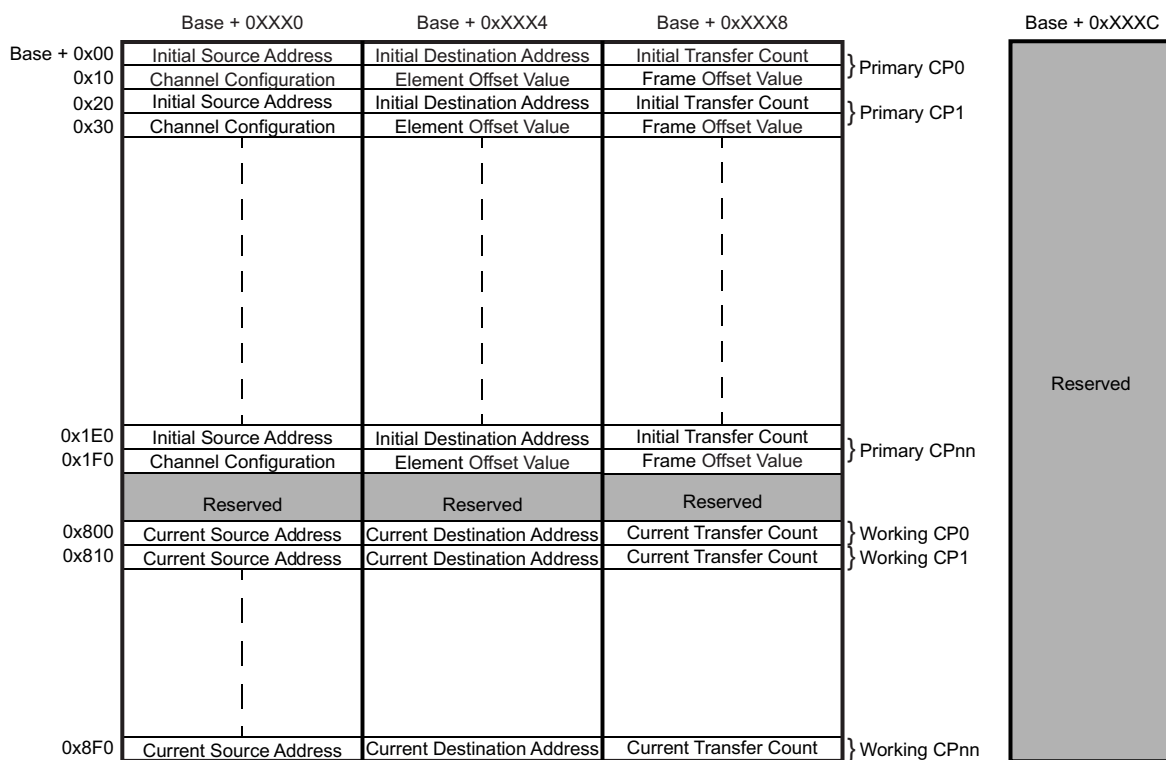 Base + 0XXX0 Base + 0xXXX4 Base + 0xXXX8 Base + 0xXXXC
Base + 0x00 Initial Source Address Initial Destination Address Initial Transfer Count } Primary CP0
0x10 Channel Configuration Element Offset Value Frame Offset Value
0x20 Initial Source Address Initial Destination Address Initial Transfer Count } Primary CP1
0x30 Channel Configuration Element Offset Value Frame Offset Value
Reserved
0x1E0 Initial Source Address Initial Destination Address Initial Transfer Count } Primary CPnn
0x1F0 Channel Configuration Element Offset Value Frame Offset Value
Reserved Reserved Reserved
0x800 Current Source Address Current Destination Address Current Transfer Count } Working CP0
0x810 Current Source Address Current Destination Address Current Transfer Count } Working CP1
0x8F0 Current Source Address Current Destination Address Current Transfer Count } Working CPnn